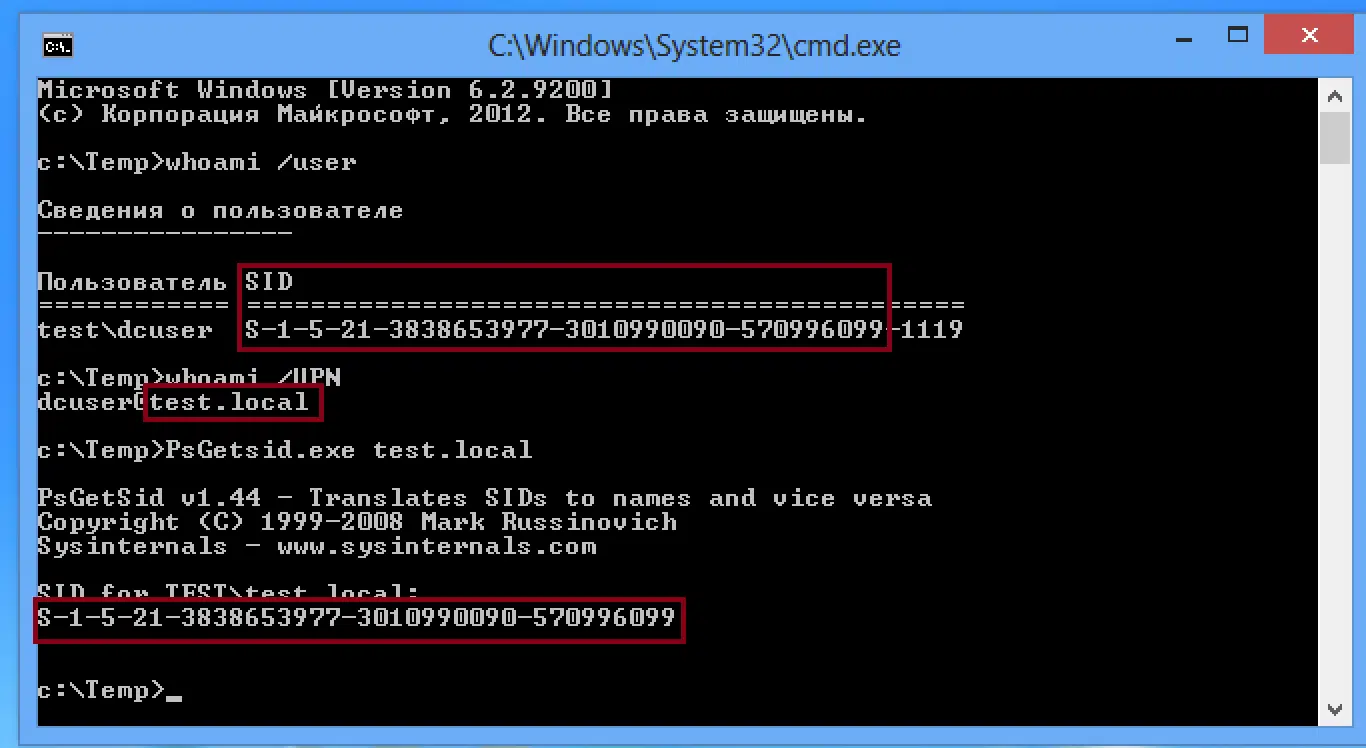 C:\Windows\System32\cmd.exe
Microsoft Windows [Version 6.2.9200]
(c) Корпорация Майкрософт, 2012. Все права защищены.
c:\Temp>whoami /user
Сведения о пользователе
----------------
Пользователь SID
============ =============================================
test\dcuser S-1-5-21-3838653977-3010990090-570996099-1119
c:\Temp>whoami /UPN
dcuser@test.local
c:\Temp>PsGetsid.exe test.local
PsGetSid v1.44 - Translates SIDs to names and vice versa
Copyright (C) 1999-2008 Mark Russinovich
Sysinternals - www.sysinternals.com
SID for TEST\test.local:
S-1-5-21-3838653977-3010990090-570996099
c:\Temp>_